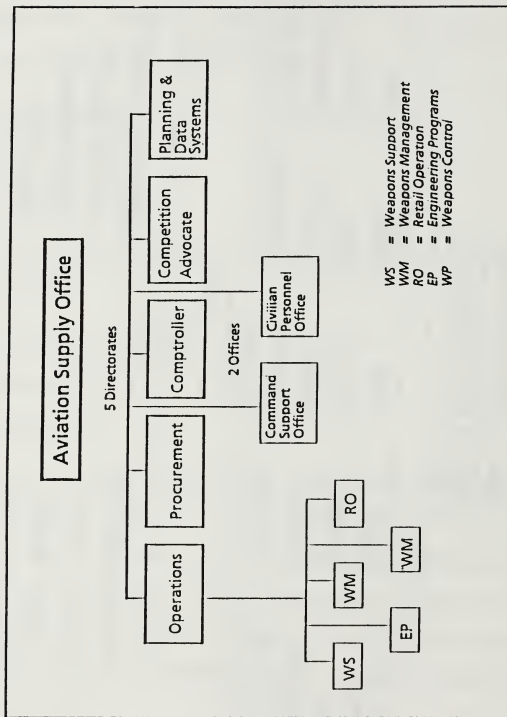 Aviation Supply Office
5 Directorates
Operations
Procurement
Comptroller
Competition
Advocate
Planning &
Data
Systems
2 Offices
Command
Support
Office
Civilian
Personnel
Office
WS
EP
WM
WM
RO
WS = Weapons Support
WM = Weapons Management
RO = Retail Operation
EP = Engineering Programs
WP = Weapons Control